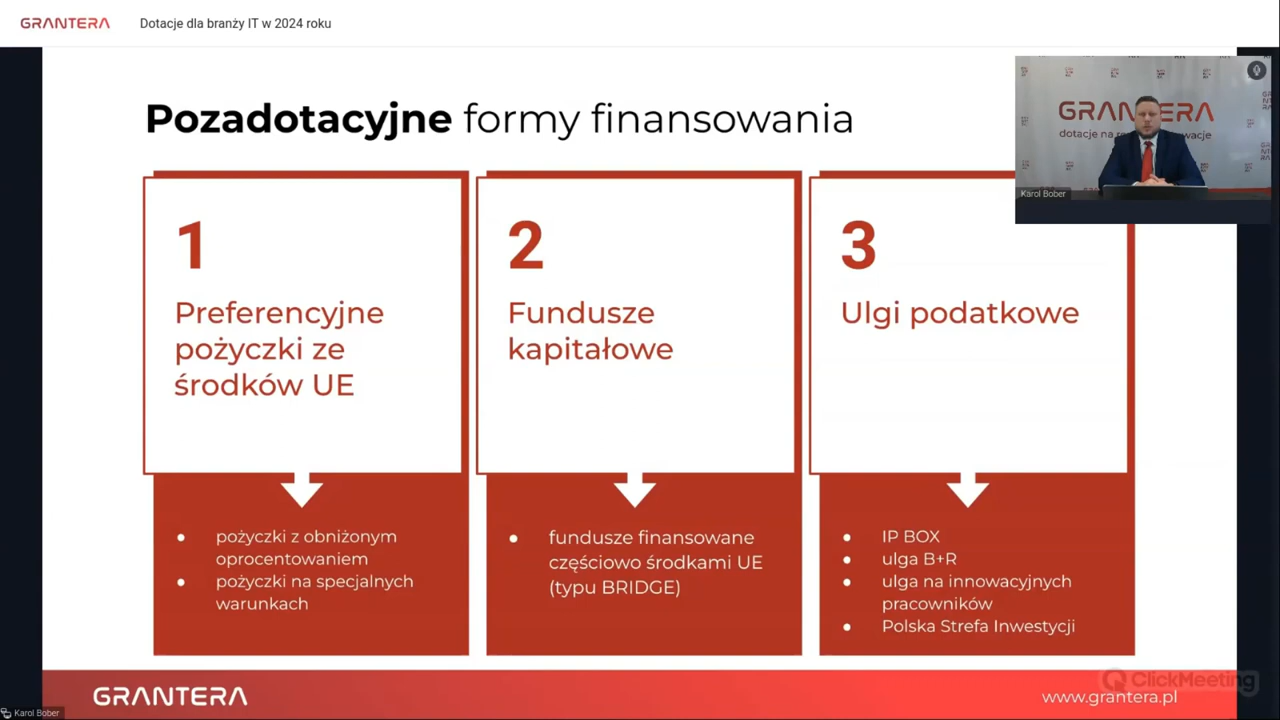 GRANTERA
Dotacje dla branży IT w 2024 roku
Pozadotacyjne formy finansowania
GRANTERA
Karol Bober
1
Preferencyjne
pożyczki ze
środków UE
pożyczki z obniżonym
oprocentowaniem
pożyczki na specjalnych
warunkach
2
Fundusze
kapitałowe
fundusze finansowane
częściowo środkami UE
(typu BRIDGE)
3
Ulgi podatkowe
IP BOX
ulga B+R
ulga na innowacyjnych
pracowników
Polska Strefa Inwestycji
GRANTERA
ClickMeeting
www.grantera.pl
Karol Bober